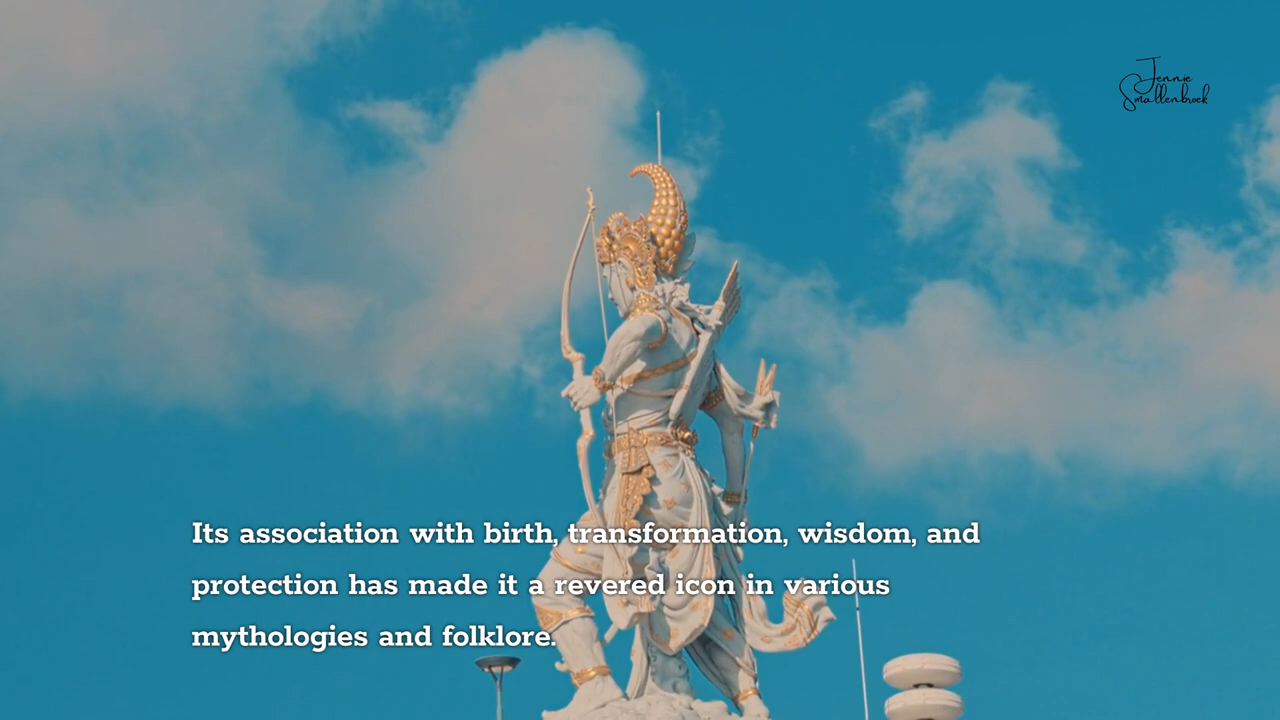 Jennie
Smallenbroek
Its association with birth, transformation, wisdom, and
protection has made it a revered icon in various
mythologies and folklore.